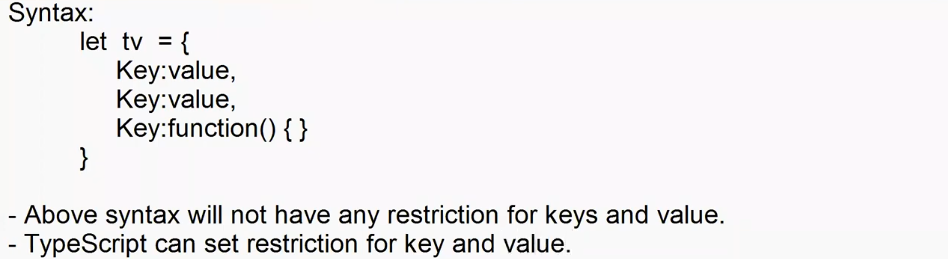 Syntax:
let tv = {
Key:value,
Key:value,
Key:function() { }
}
- Above syntax will not have any restriction for keys and value.
- TypeScript can set restriction for key and value.